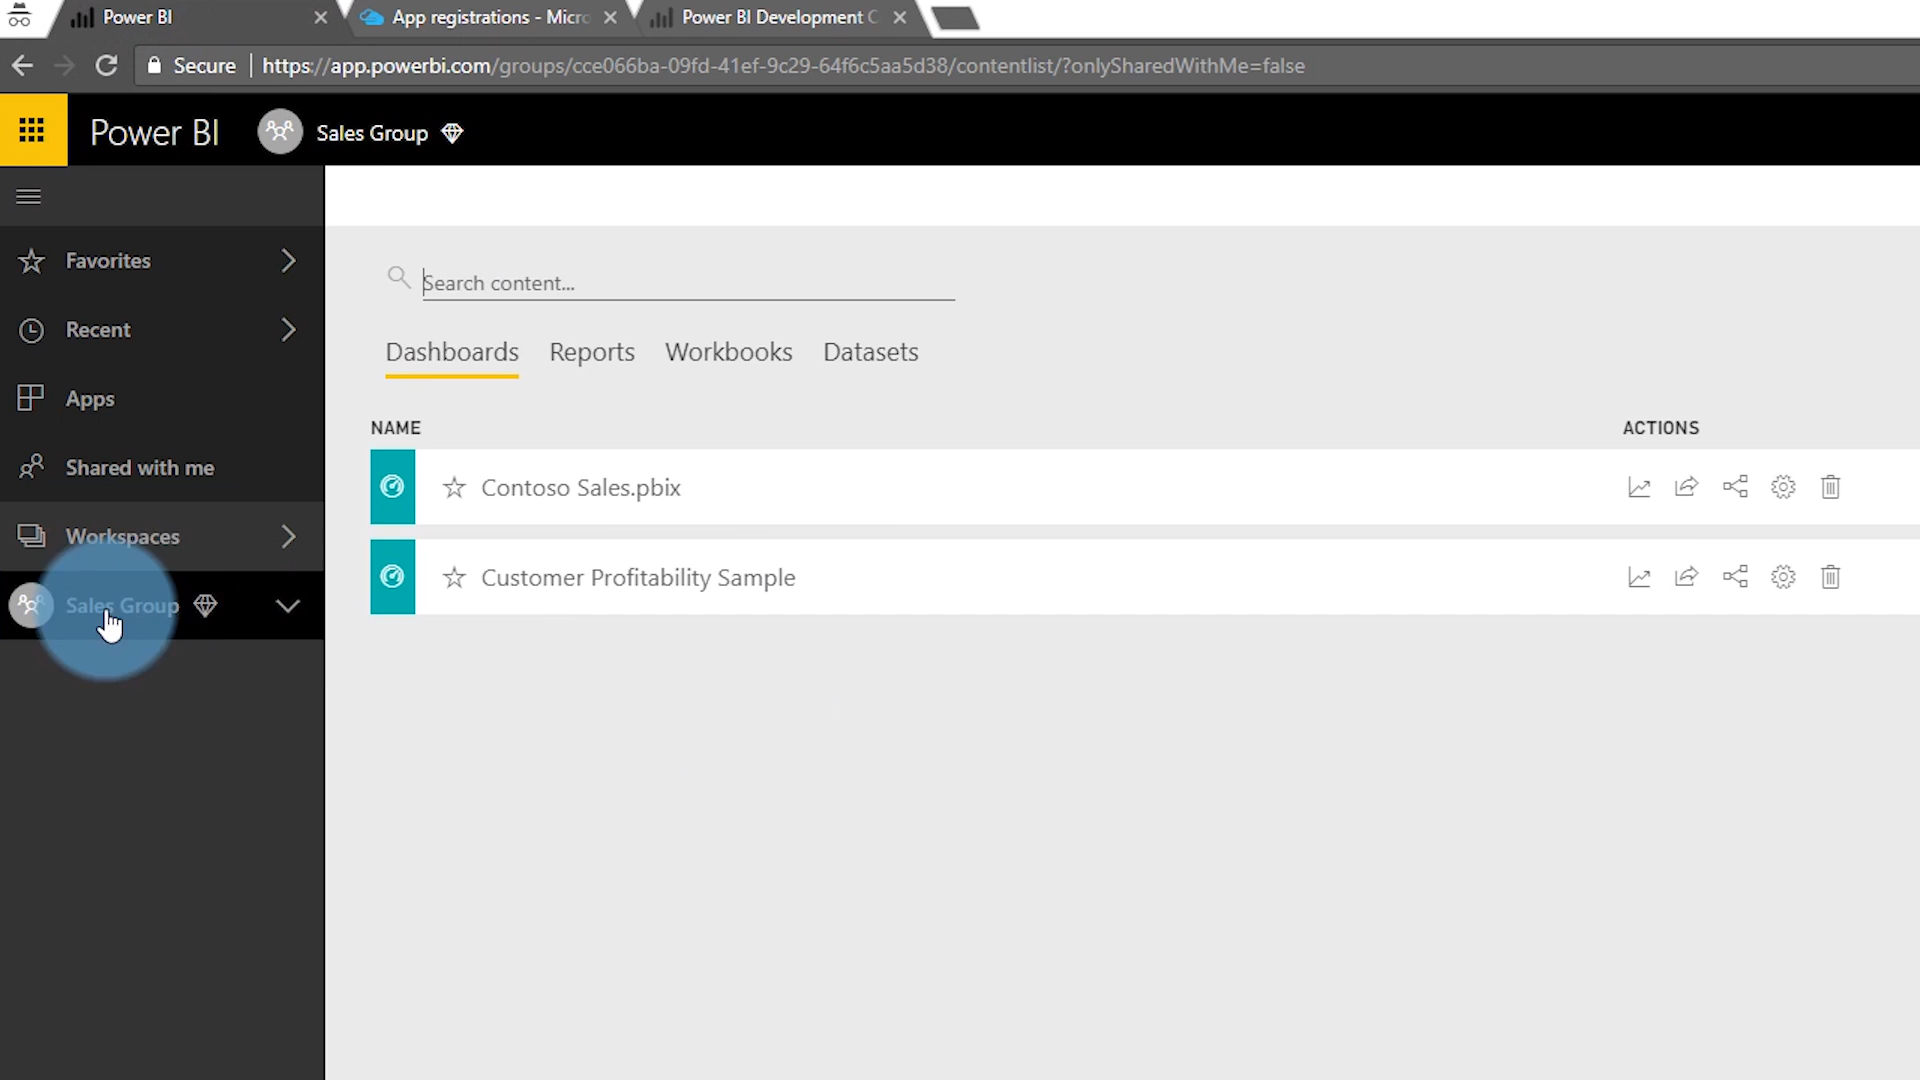 Power BI
App registrations - Micro
Power BI Development C
Secure
https://app.powerbi.com/groups/cce066ba-09fd-41ef-9c29-64f6c5aa5d38/contentlist/?onlySharedWithMe=false
Power BI
Sales Group
Favorites
Recent
Apps
Shared with me
Workspaces
Sales Group
Search content...
Dashboards Reports Workbooks Datasets
NAME ACTIONS
Contoso Sales.pbix
Customer Profitability Sample